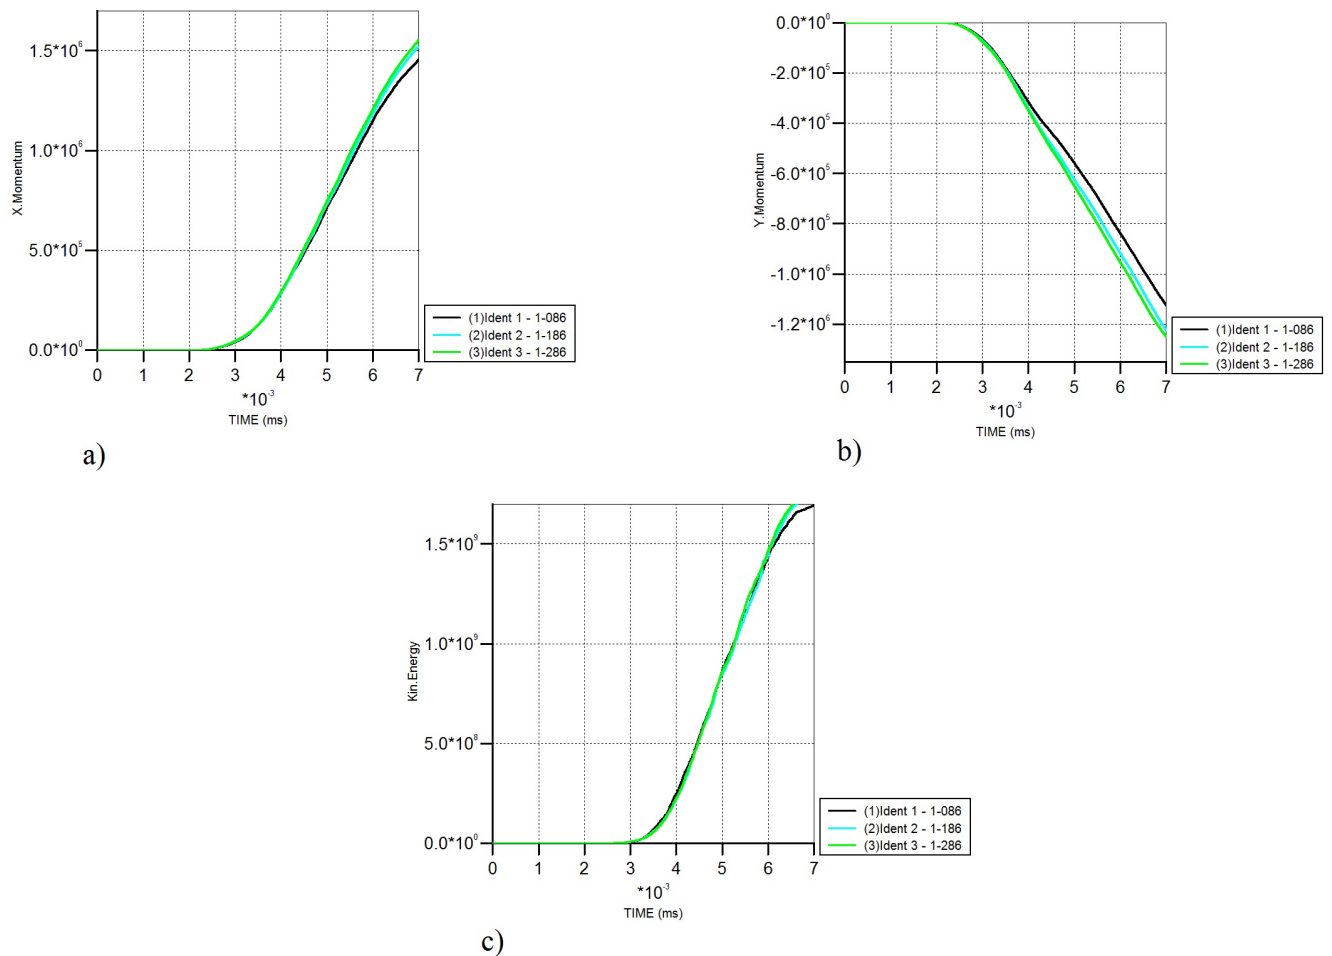 X.Momentum
1.5*10⁶
1.0*10⁶
5.0*10⁵
0.0*10⁰
0 1 2 3 4 5 6 7
*10⁻³
TIME (ms)
(1)Ident 1 - 1-086
(2)Ident 2 - 1-186
(3)Ident 3 - 1-286
a)
Y.Momentum
0.0*10⁰
-2.0*10⁵
-4.0*10⁵
-6.0*10⁵
-8.0*10⁵
-1.0*10⁶
-1.2*10⁶
0 1 2 3 4 5 6 7
*10⁻³
TIME (ms)
(1)Ident 1 - 1-086
(2)Ident 2 - 1-186
(3)Ident 3 - 1-286
b)
Kin.Energy
1.5*10⁹
1.0*10⁹
5.0*10⁸
0.0*10⁰
0 1 2 3 4 5 6 7
*10⁻³
TIME (ms)
(1)Ident 1 - 1-086
(2)Ident 2 - 1-186
(3)Ident 3 - 1-286
c)